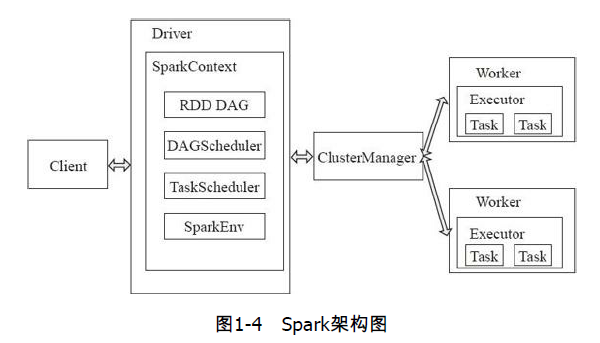 Driver
SparkContext
RDD DAG
DAGScheduler
TaskScheduler
SparkEnv
Client
ClusterManager
Worker
Executor
Task Task
Worker
Executor
Task Task
图1-4 Spark架构图